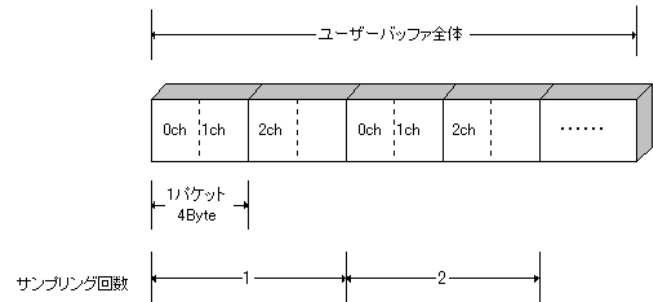 ユーザーバッファ全体
0ch 1ch 2ch 0ch 1ch 2ch ······
1パケット
4Byte
サンプリング回数 1 2